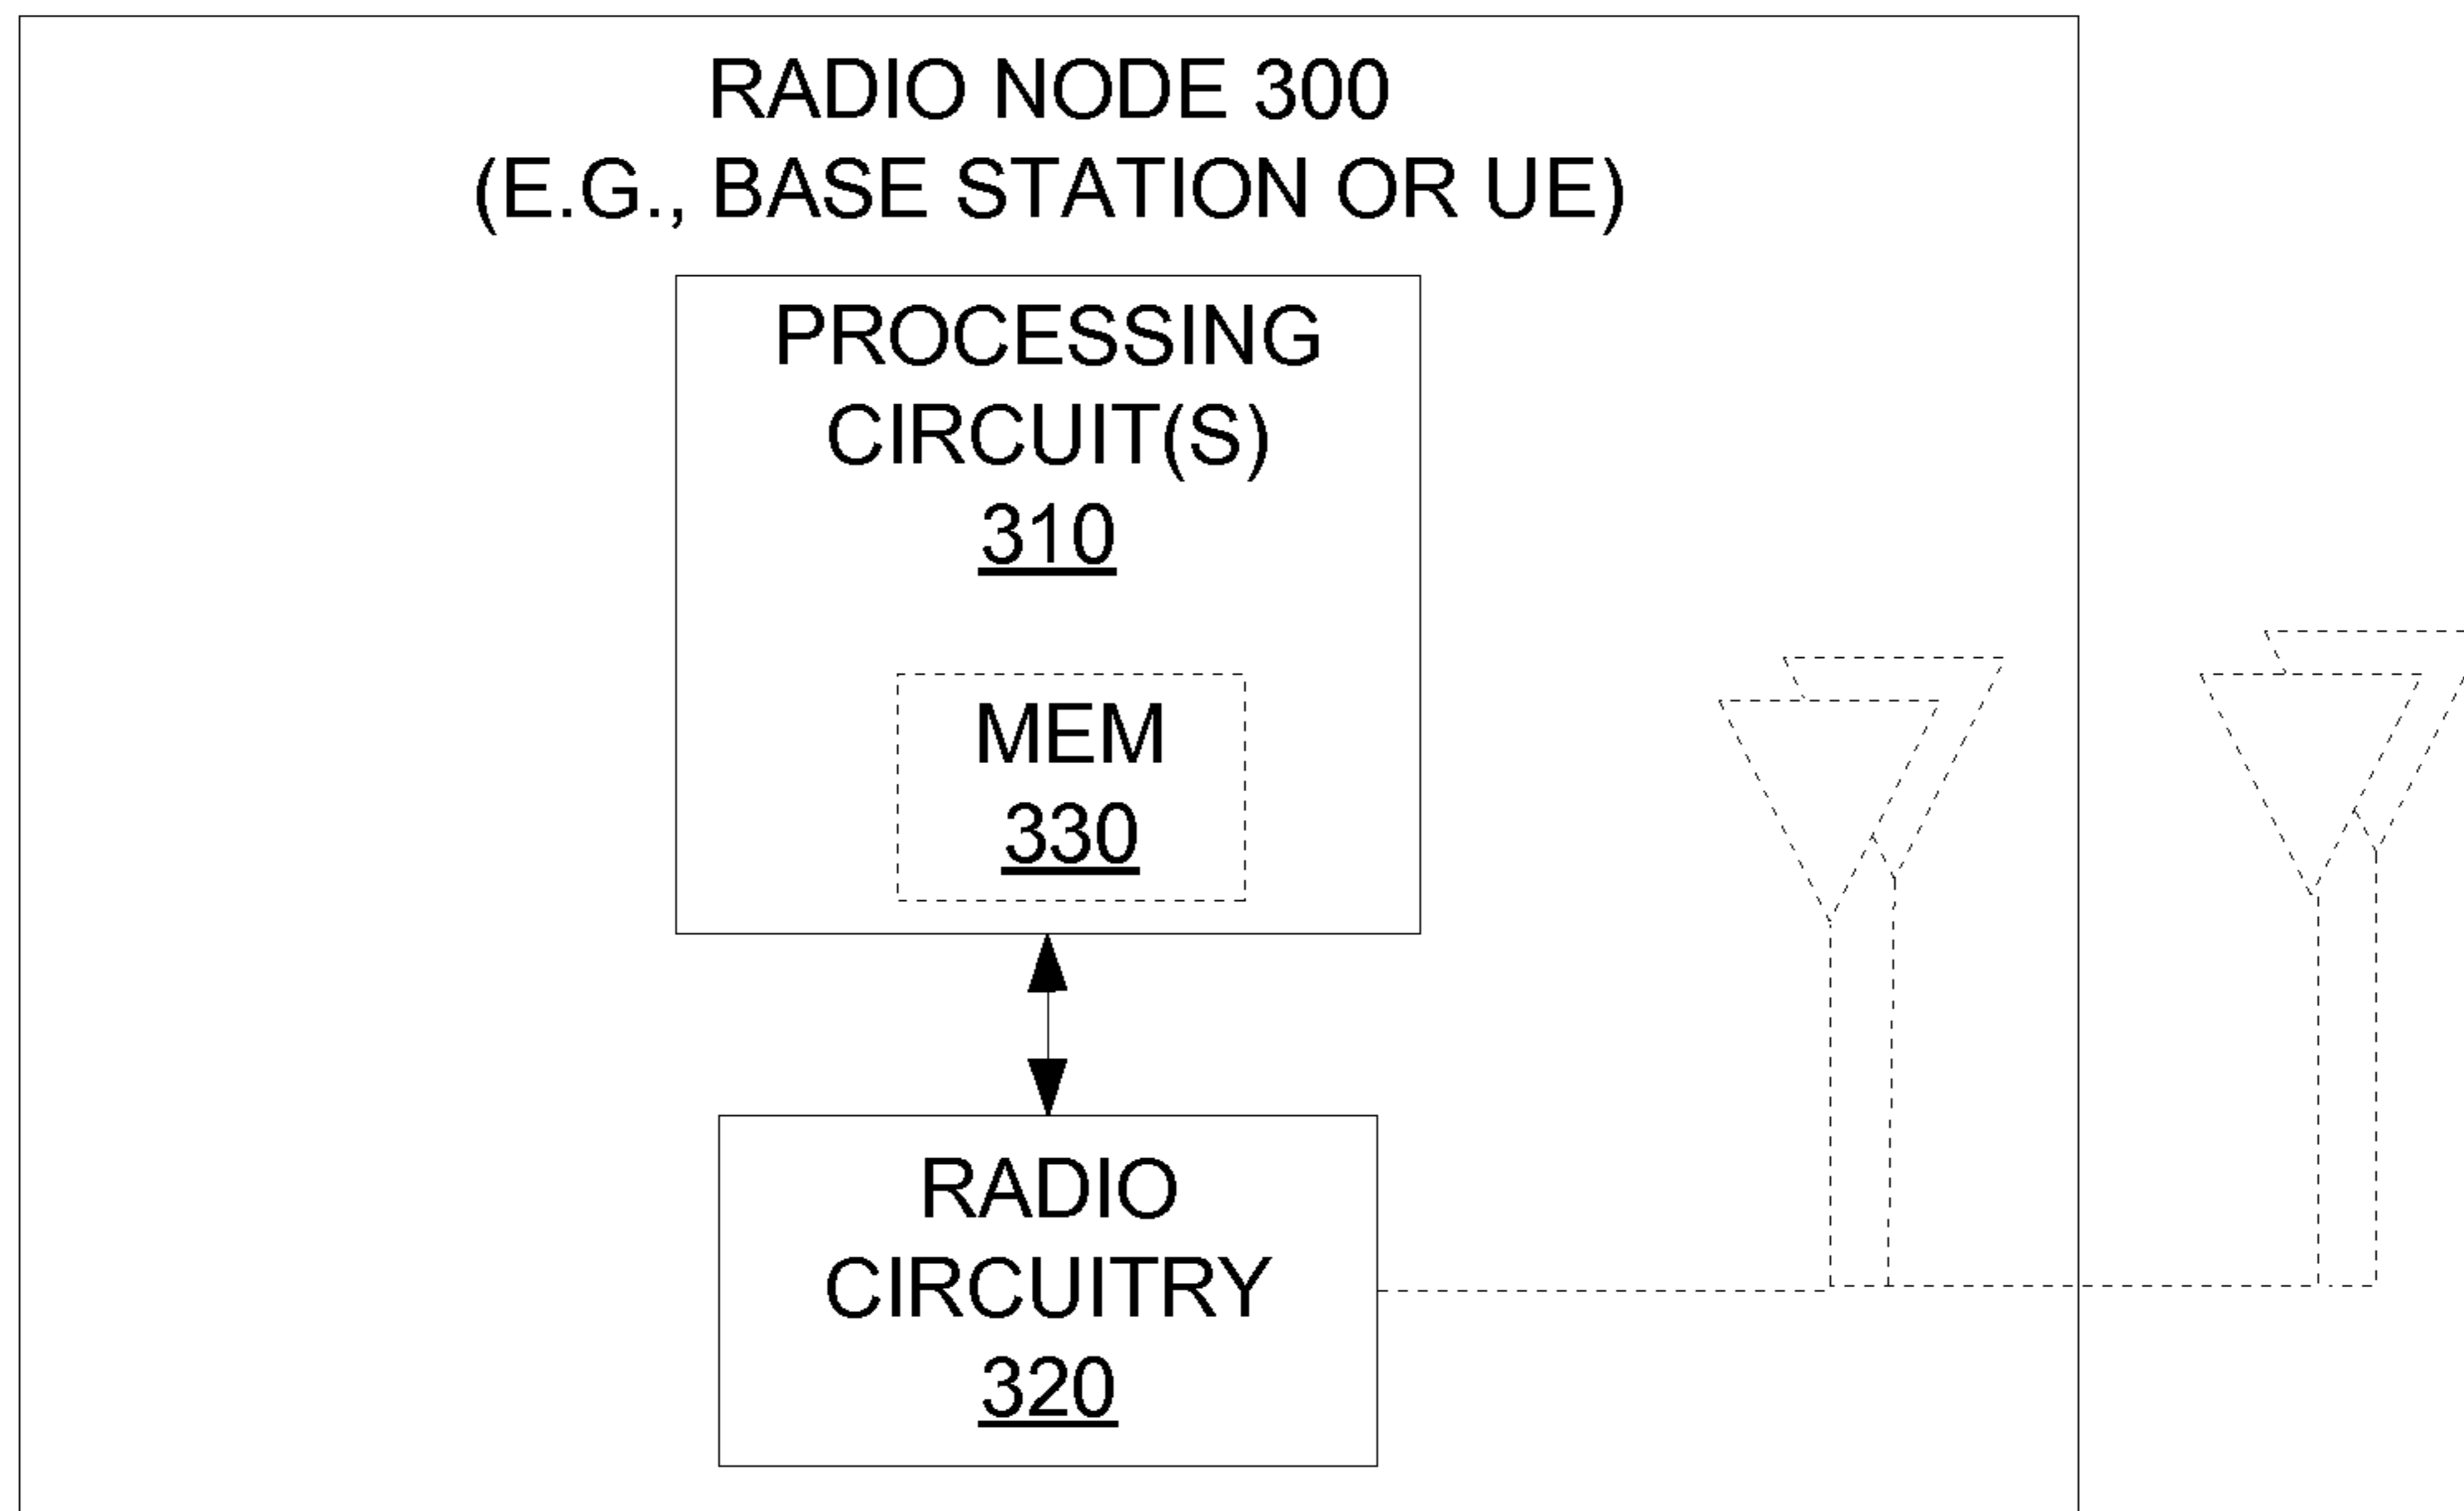 RADIO NODE 300
(E.G., BASE STATION OR UE)
PROCESSING
CIRCUIT(S)
310
MEM
330
RADIO
CIRCUITRY
320